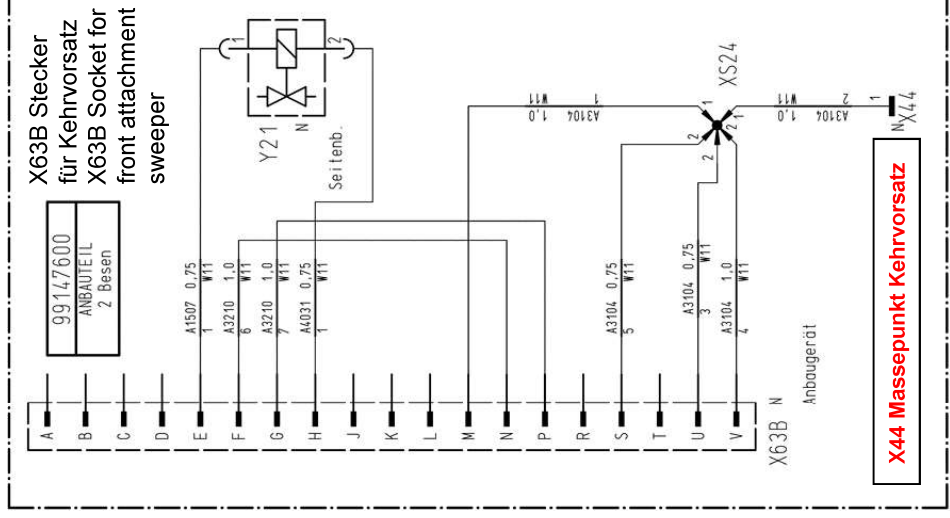 X63B Stecker
für Kehrvorsatz
X63B Socket for
front attachment
sweeper
99147600
ANBAUTEIL
2 Besen
1
2
Y21
N
Seitenb.
A1507 0,75
1 W11
A3210 1,0
6 W11
A3210 1,0
7 W11
A4031 0,75
1 W11
A3104 0,75
5 W11
A3104 0,75
3 W11
A3104 1,0
4 W11
A3104 1,0
1 W11
A3104 1,0
2 W11
XS24
1
2
2
2
1
1
X44
N
A
B
C
D
E
F
G
H
J
K
L
M
N
P
R
S
T
U
V
X63B
N
Anbaugerät
X44 Massepunkt Kehrvorsatz